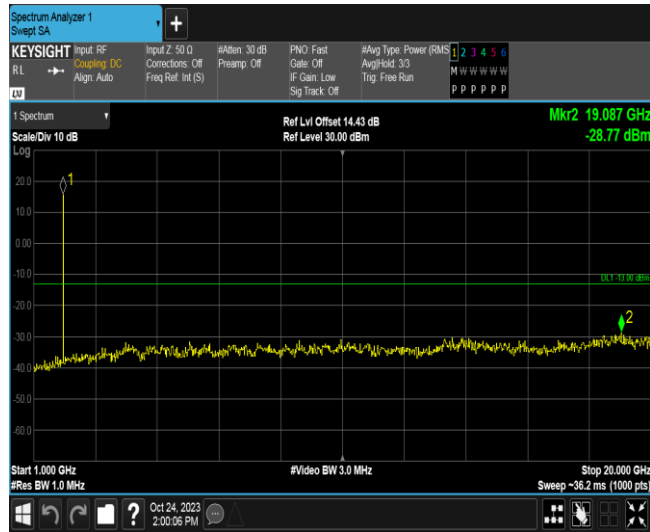 Spectrum Analyzer 1
Swept SA
+
KEYSIGHT Input: RF Input Z: 50 Ω #Atten: 30 dB PNO: Fast #Avg Type: Power (RMS 1 2 3 4 5 6
RL Coupling: DC Corrections: Off Preamp: Off Gate: Off Avg|Hold: 3/3 M W W W W W
Align: Auto Freq Ref: Int (S) IF Gain: Low Trig: Free Run
LXI Sig Track: Off P P P P P P
1 Spectrum Ref Lvl Offset 14.43 dB Mkr2 19.087 GHz
Scale/Div 10 dB Ref Level 30.00 dBm -28.77 dBm
Log
1
20.0
10.0
0.00
-10.0
DL1 -13.00 dBm
-20.0
2
-30.0
-40.0
-50.0
-60.0
Start 1.000 GHz #Video BW 3.0 MHz Stop 20.000 GHz
#Res BW 1.0 MHz Sweep ~36.2 ms (1000 pts)
? Oct 24, 2023
2:00:06 PM